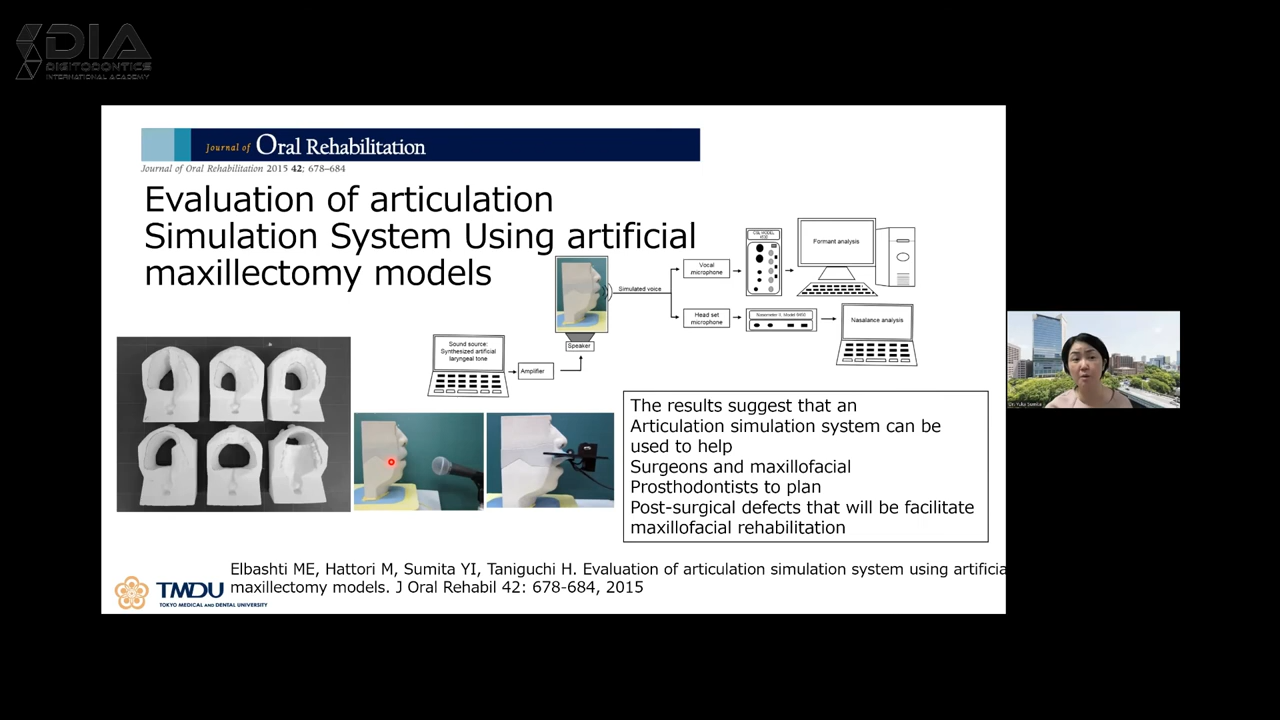 DIA
DIGITODONTICS
INTERNATIONAL ACADEMY
Journal of Oral Rehabilitation
Journal of Oral Rehabilitation 2015 42; 678–684
Evaluation of articulation
Simulation System Using artificial
maxillectomy models
Formant analysis
Vocal
microphone
Simulated voice
Head set
microphone
Nasalance analysis
Speaker
Sound source:
Synthesized artificial
laryngeal tone
Amplifier
The results suggest that an
Articulation simulation system can be
used to help
Surgeons and maxillofacial
Prosthodontists to plan
Post-surgical defects that will be facilitate
maxillofacial rehabilitation
Dr. Yuka Sumita
Elbashti ME, Hattori M, Sumita YI, Taniguchi H. Evaluation of articulation simulation system using artificia
maxillectomy models. J Oral Rehabil 42: 678-684, 2015
TMDU
TOKYO MEDICAL AND DENTAL UNIVERSITY